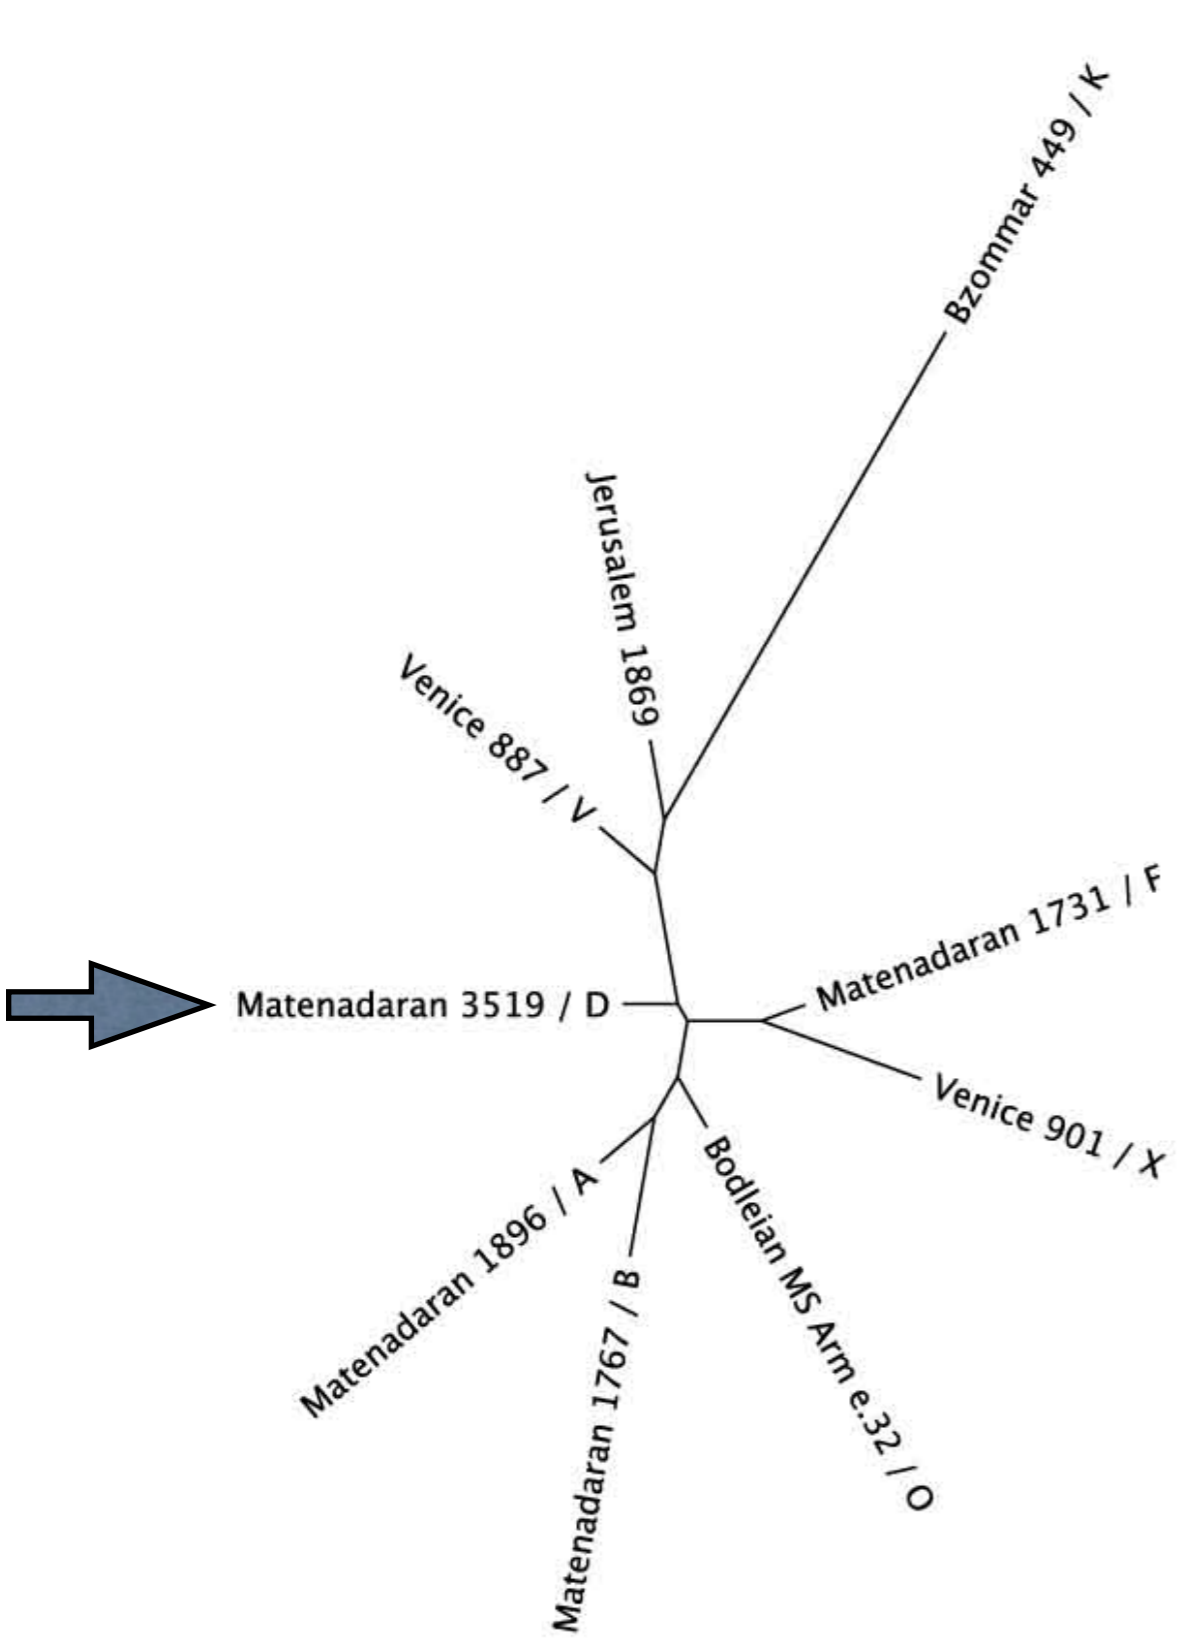 Bzommar 449 / K
Jerusalem 1869
Venice 887 / V
Matenadaran 1731 / F
Matenadaran 3519 / D
Venice 901 / X
Bodleian MS Arm e.32 / O
Matenadaran 1896 / A
Matenadaran 1767 / B